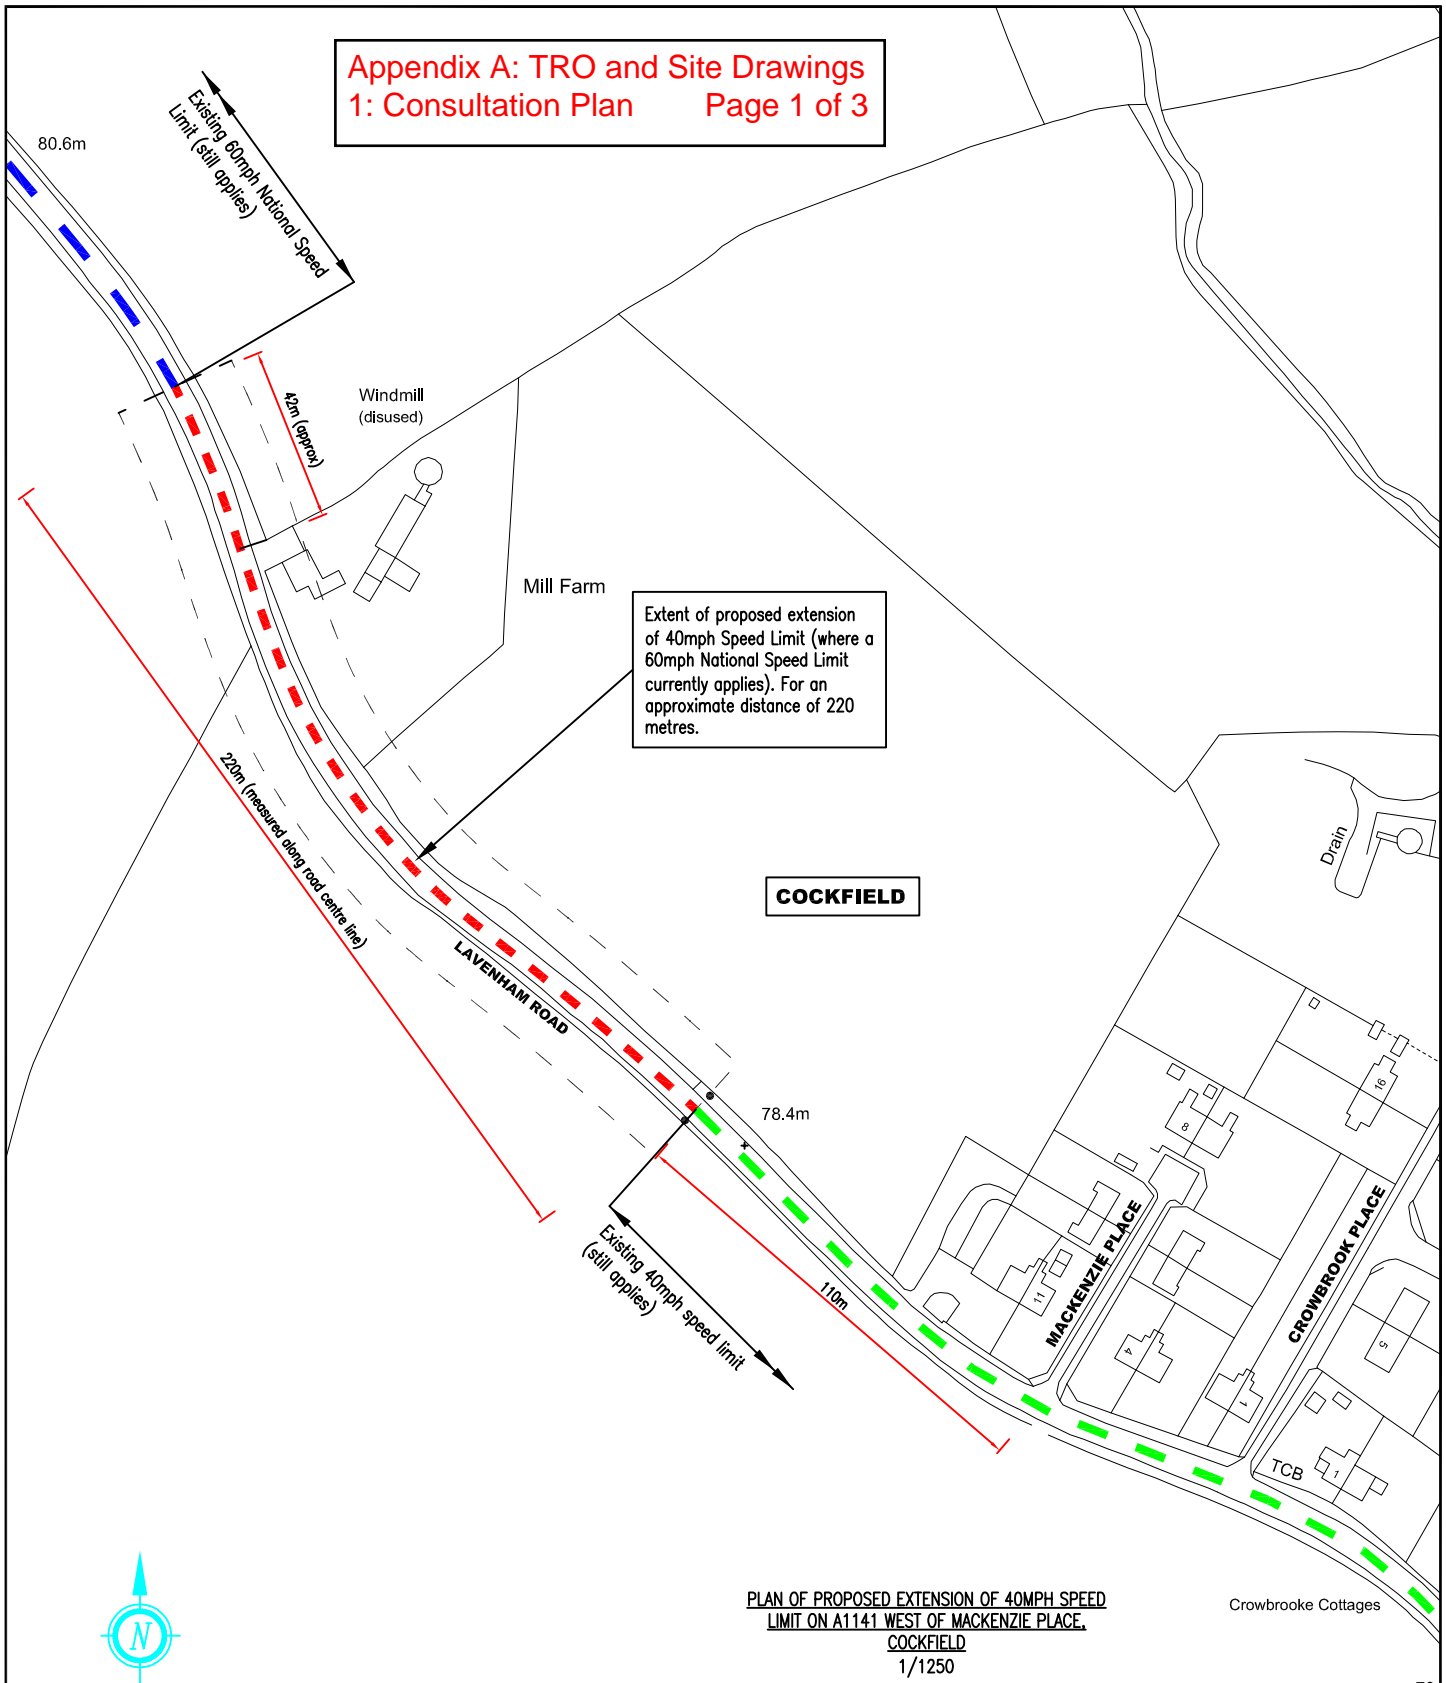 Appendix A: TRO and Site Drawings
1: Consultation Plan Page 1 of 3
80.6m
Existing 60mph National Speed
Limit (still applies)
42m (approx)
Windmill
(disused)
Mill Farm
Extent of proposed extension
of 40mph Speed Limit (where a
60mph National Speed Limit
currently applies). For an
approximate distance of 220
metres.
220m (measured along road centre line)
Drain
COCKFIELD
LAVENHAM ROAD
78.4m
16
8
Existing 40mph speed limit
(still applies)
110m
11
MACKENZIE PLACE
CROWBROOK PLACE
4
5
1
TCB
1
Crowbrooke Cottages
N
PLAN OF PROPOSED EXTENSION OF 40MPH SPEED
LIMIT ON A1141 WEST OF MACKENZIE PLACE,
COCKFIELD
1/1250